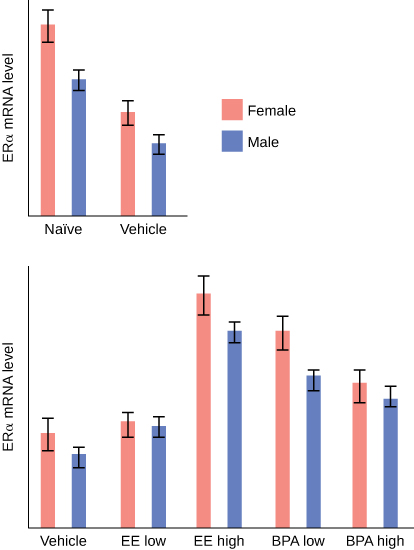 ERα mRNA level
Female
Male
Naïve Vehicle
ERα mRNA level
Vehicle EE low EE high BPA low BPA high